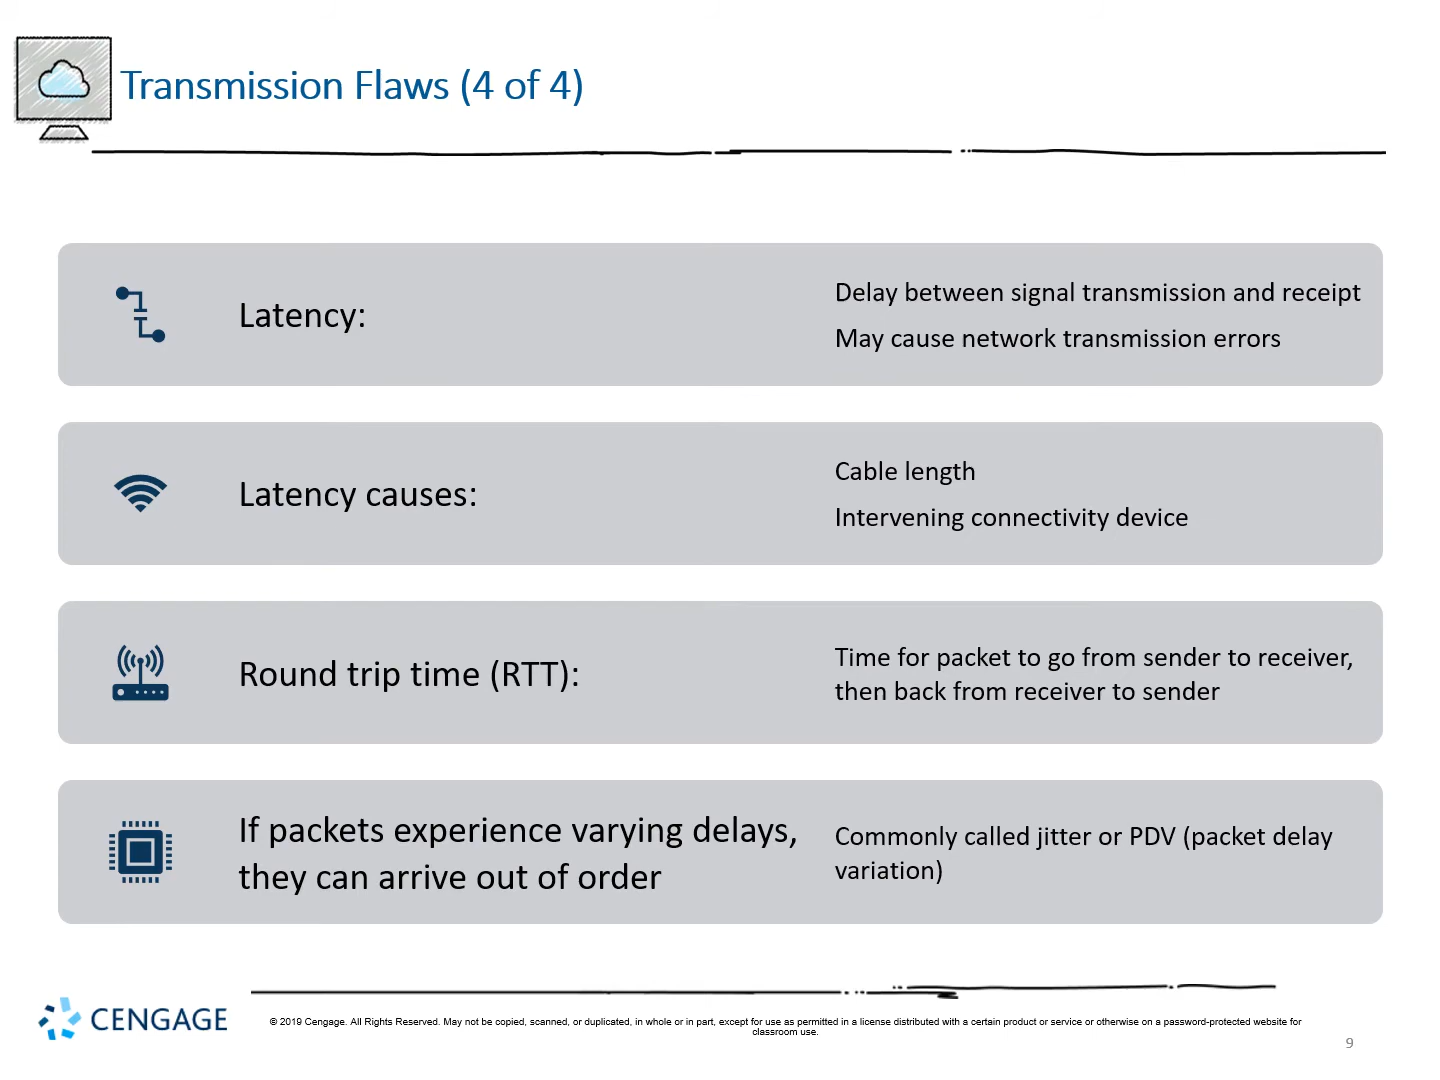 Transmission Flaws (4 of 4)
Latency:
Delay between signal transmission and receipt
May cause network transmission errors
Latency causes:
Cable length
Intervening connectivity device
Round trip time (RTT):
Time for packet to go from sender to receiver,
then back from receiver to sender
If packets experience varying delays,
they can arrive out of order
Commonly called jitter or PDV (packet delay
variation)
CENGAGE
© 2019 Cengage. All Rights Reserved. May not be copied, scanned, or duplicated, in whole or in part, except for use as permitted in a license distributed with a certain product or service or otherwise on a password-protected website for
classroom use.
9